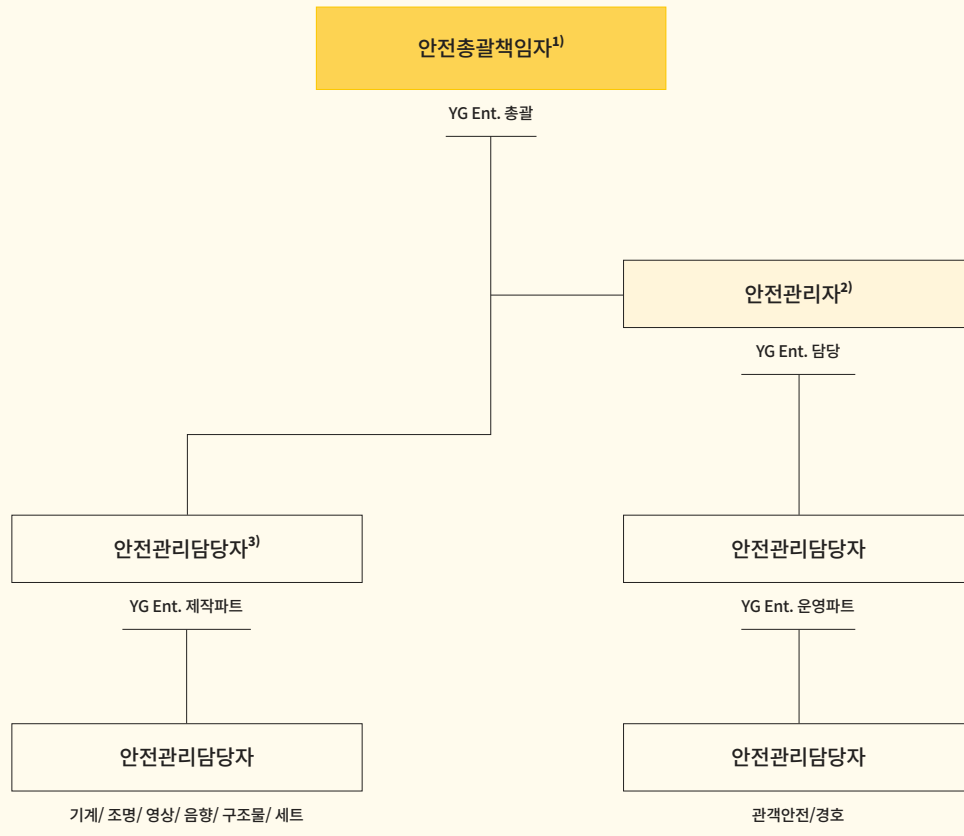 안전총괄책임자1)
YG Ent. 총괄
안전관리자2)
YG Ent. 담당
안전관리담당자3)
YG Ent. 제작파트
안전관리담당자
YG Ent. 운영파트
안전관리담당자
기계/ 조명/ 영상/ 음향/ 구조물/ 세트
안전관리담당자
관객안전/경호